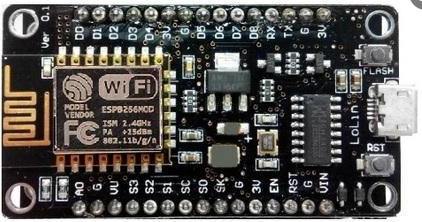 Ver 0.1
D0 D1 D2 D3 D4 3V G D5 D6 D7 D8 RX TX G 3V
FLASH
WiFi
MODEL
VENDOR
ESP8266MOD
FC
ISM 2.4GHz
PA +25dBm
802.11b/g/n
LoLin
RST
A0 G VU S3 S2 S1 SC S0 SK G 3V EN RST G VIN